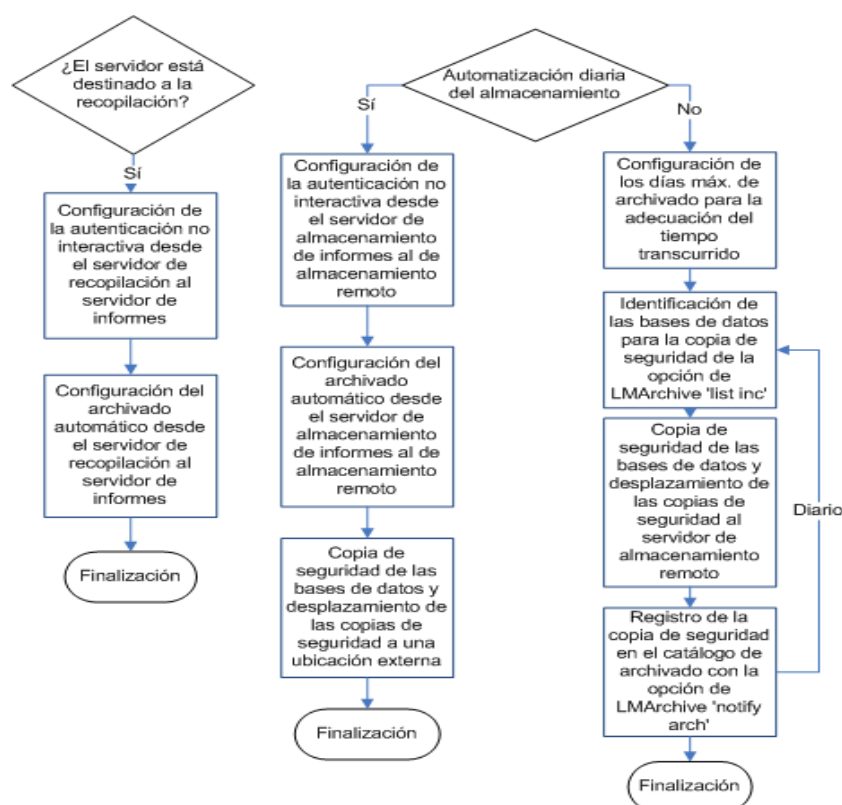 ¿El servidor está
destinado a la
recopilación?
Sí
Configuración de
la autenticación no
interactiva desde
el servidor de
recopilación al
servidor de
informes
Configuración del
archivado
automático desde
el servidor de
recopilación al
servidor de
informes
Finalización
Automatización diaria
del almacenamiento
Sí
No
Configuración de
la autenticación no
interactiva desde
el servidor de
almacenamiento
de informes al de
almacenamiento
remoto
Configuración del
archivado
automático desde
el servidor de
almacenamiento
de informes al de
almacenamiento
remoto
Copia de
seguridad de las
bases de datos y
desplazamiento de
las copias de
seguridad a una
ubicación externa
Finalización
Configuración de
los días máx. de
archivado para la
adecuación del
tiempo
transcurrido
Identificación de
las bases de datos
para la copia de
seguridad de la
opción de
LMArchive 'list inc'
Copia de
seguridad de las
bases de datos y
desplazamiento de
las copias de
seguridad al
servidor de
almacenamiento
remoto
Diario
Registro de la
copia de seguridad
en el catálogo de
archivado con la
opción de
LMArchive 'notify
arch'
Finalización